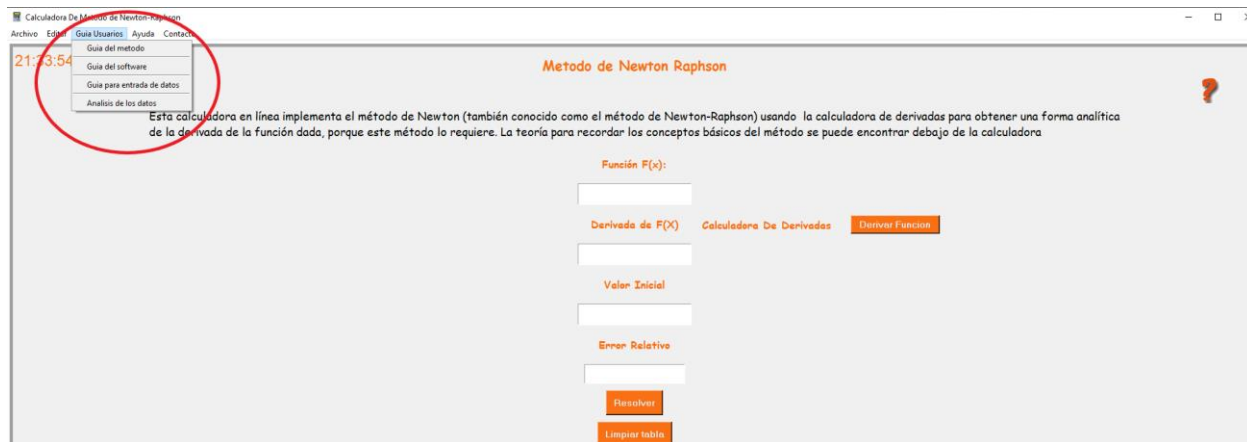 Calculadora De Metodo de Newton-Raphson
Archivo Editar Guia Usuarios Ayuda Contacto
Guia del metodo
Guia del software
Guia para entrada de datos
Analisis de los datos
21:33:54
Metodo de Newton Raphson
?
Esta calculadora en línea implementa el método de Newton (también conocido como el método de Newton-Raphson) usando la calculadora de derivadas para obtener una forma analítica
de la derivada de la función dada, porque este método lo requiere. La teoría para recordar los conceptos básicos del método se puede encontrar debajo de la calculadora
Función F(x):
Derivada de F(X) Calculadora De Derivadas Derivar Funcion
Valor Inicial
Error Relativo
Resolver
Limpiar tabla